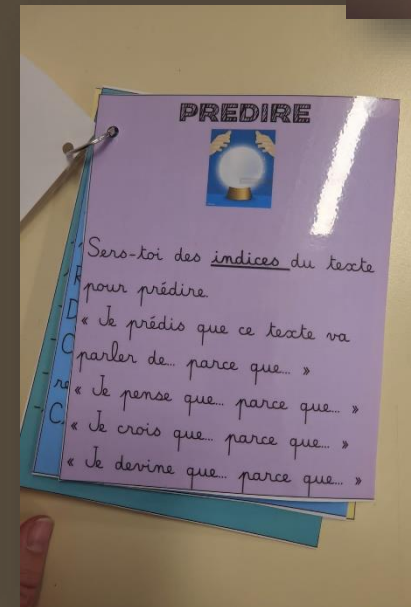 PREDIRE
Sers-toi des indices du texte
pour prédire.
« Je prédis que ce texte va
parler de... parce que... »
« Je pense que... parce que... »
« Je crois que... parce que... »
« Je devine que... parce que... »